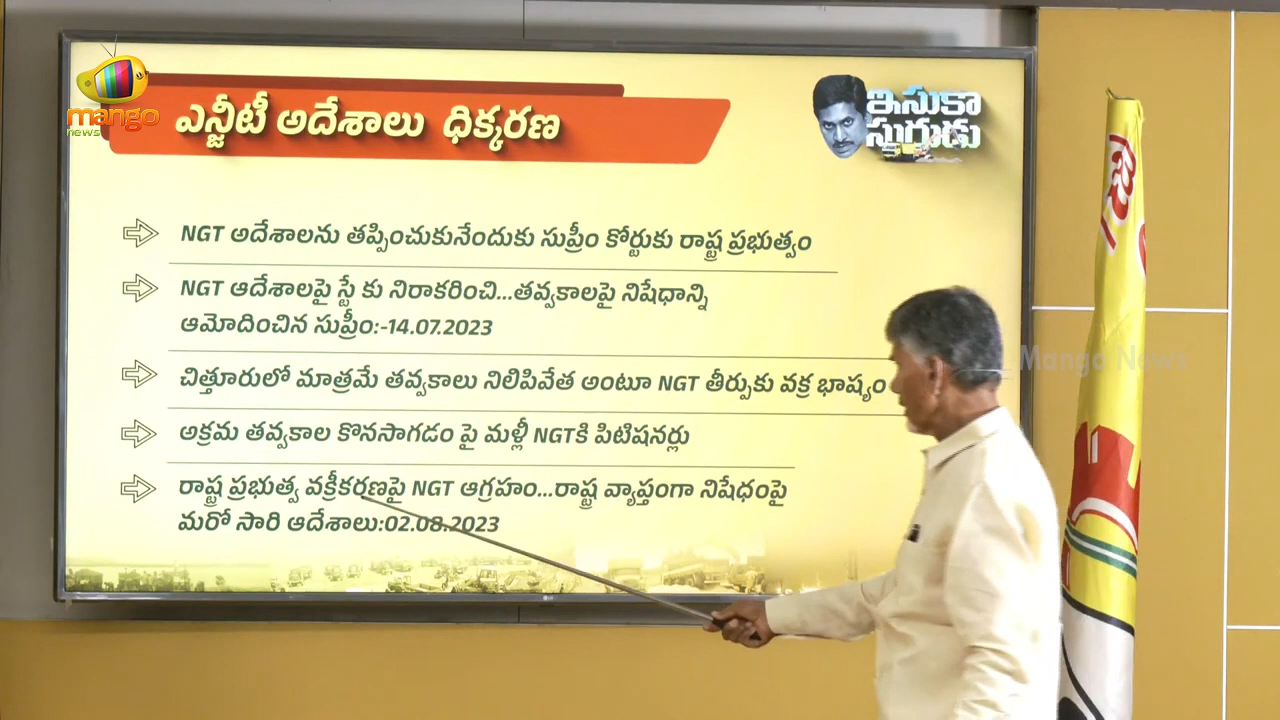 mango
news
ఎన్జీటీ అదేశాలు ధిక్కరణ
ఇసుకా
సురుడు
NGT అదేశాలను తప్పించుకునేందుకు సుప్రీం కోర్టుకు రాష్ట్ర ప్రభుత్వం
NGT ఆదేశాలపై స్టే కు నిరాకరించి...తవ్వకాలపై నిషేధాన్ని
ఆమోదించిన సుప్రీం:-14.07.2023
చిత్తూరులో మాత్రమే తవ్వకాలు నిలిపివేత అంటూ NGT తీర్పుకు వక్ర భాష్యం
అక్రమ తవ్వకాల కొనసాగడం పై మళ్లీ NGTకి పిటిషనర్లు
రాష్ట్ర ప్రభుత్వ వక్రీకరణపై NGT ఆగ్రహం...రాష్ట్ర వ్యాప్తంగా నిషేధంపై
మరో సారి ఆదేశాలు:02.08.2023
Mango News